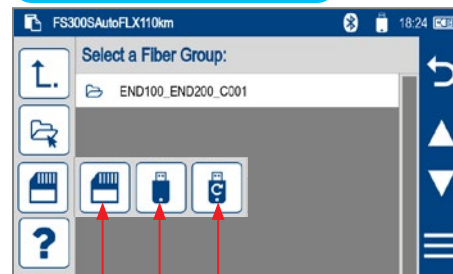 FS300SAutoFLX110km 18:24
Select a Fiber Group:
END100_END200_C001
?